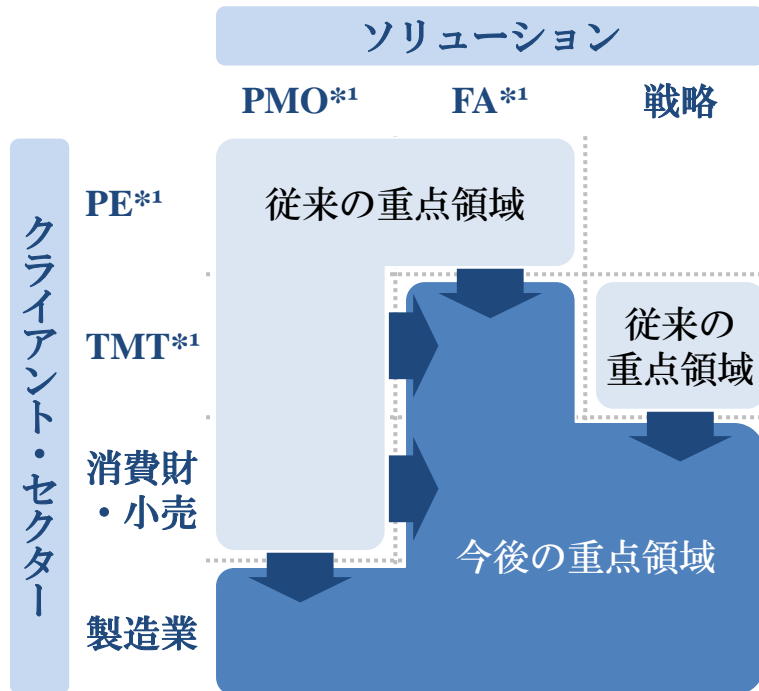 ソリューション
PMO*¹
FA*¹
戦略
クライアント・セクター
PE*¹
従来の重点領域
TMT*¹
従来の
重点領域
消費財
・小売
今後の重点領域
製造業